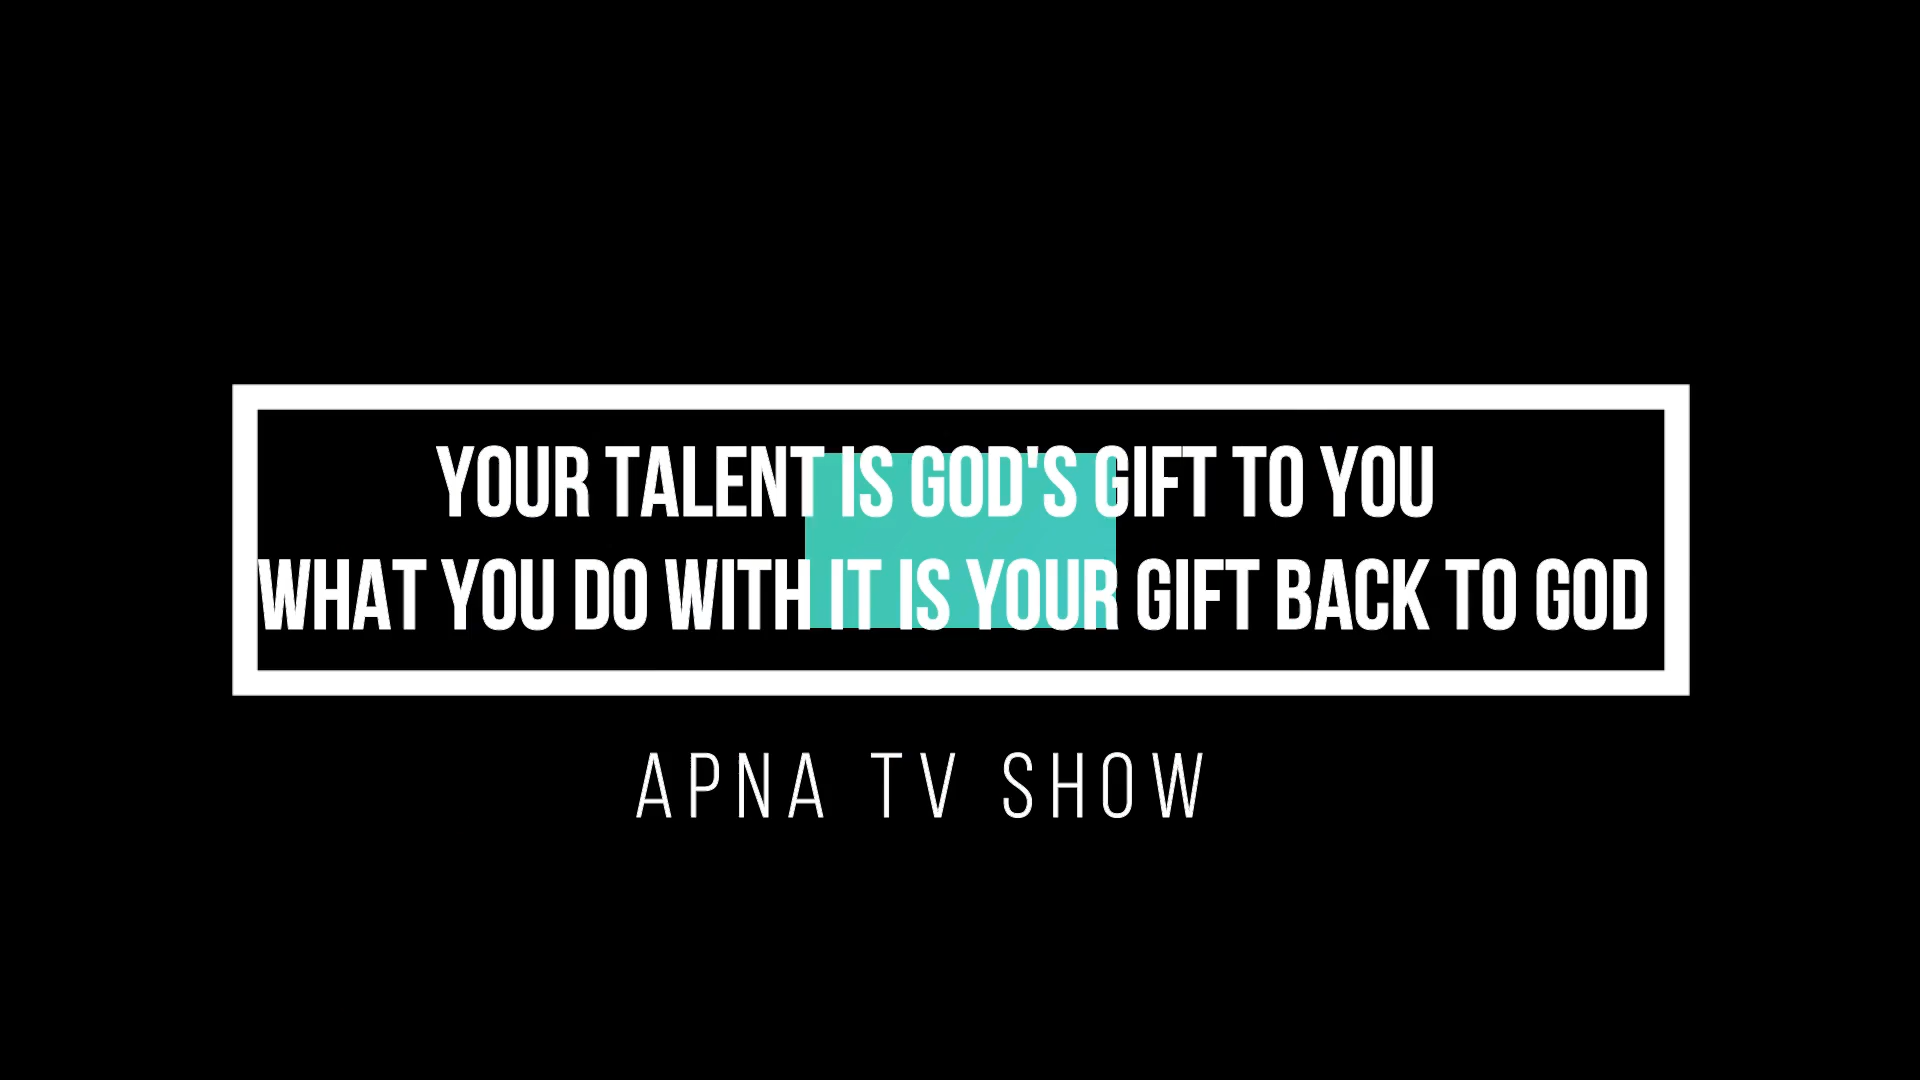 YOUR TALENT IS GOD'S GIFT TO YOU
WHAT YOU DO WITH IT IS YOUR GIFT BACK TO GOD
APNA TV SHOW